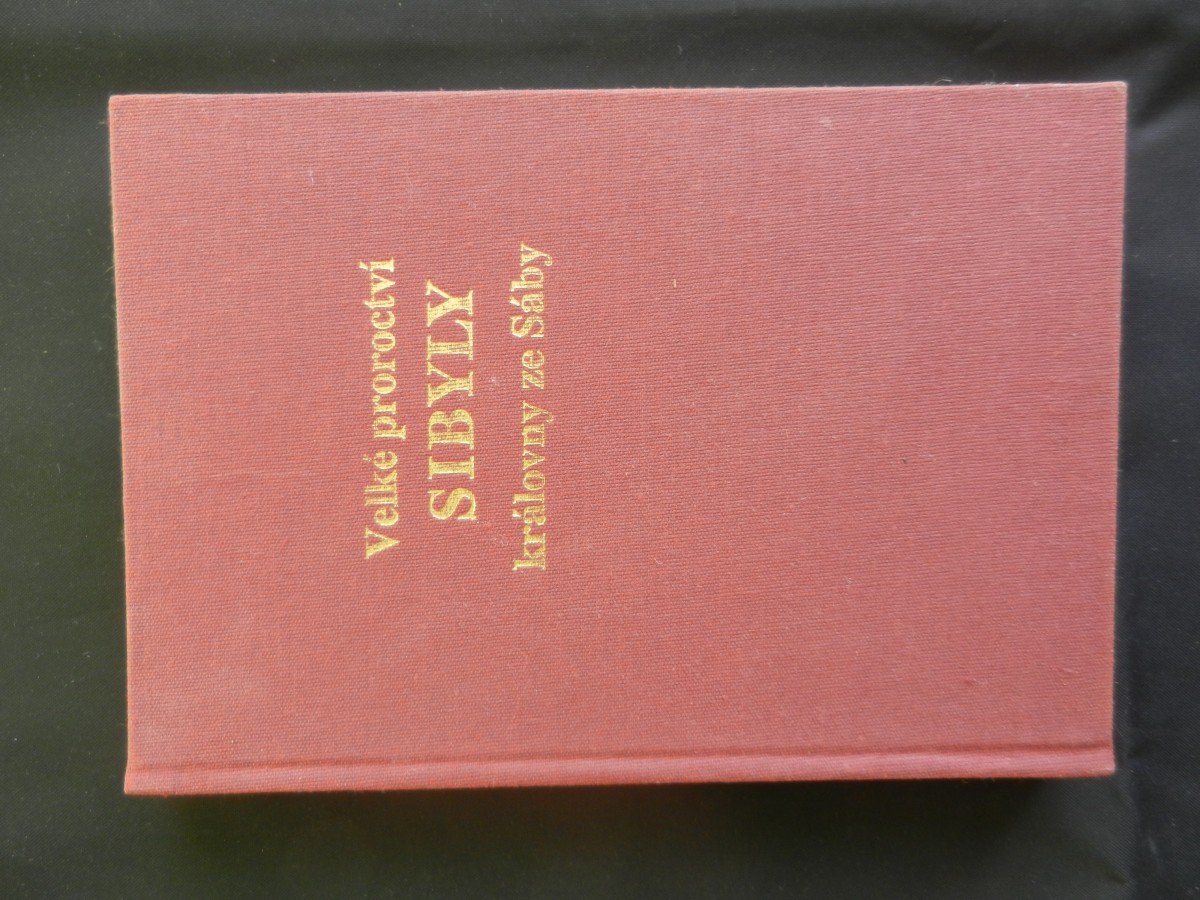 Velké proroctví
SIBYLY
královny ze Sáby